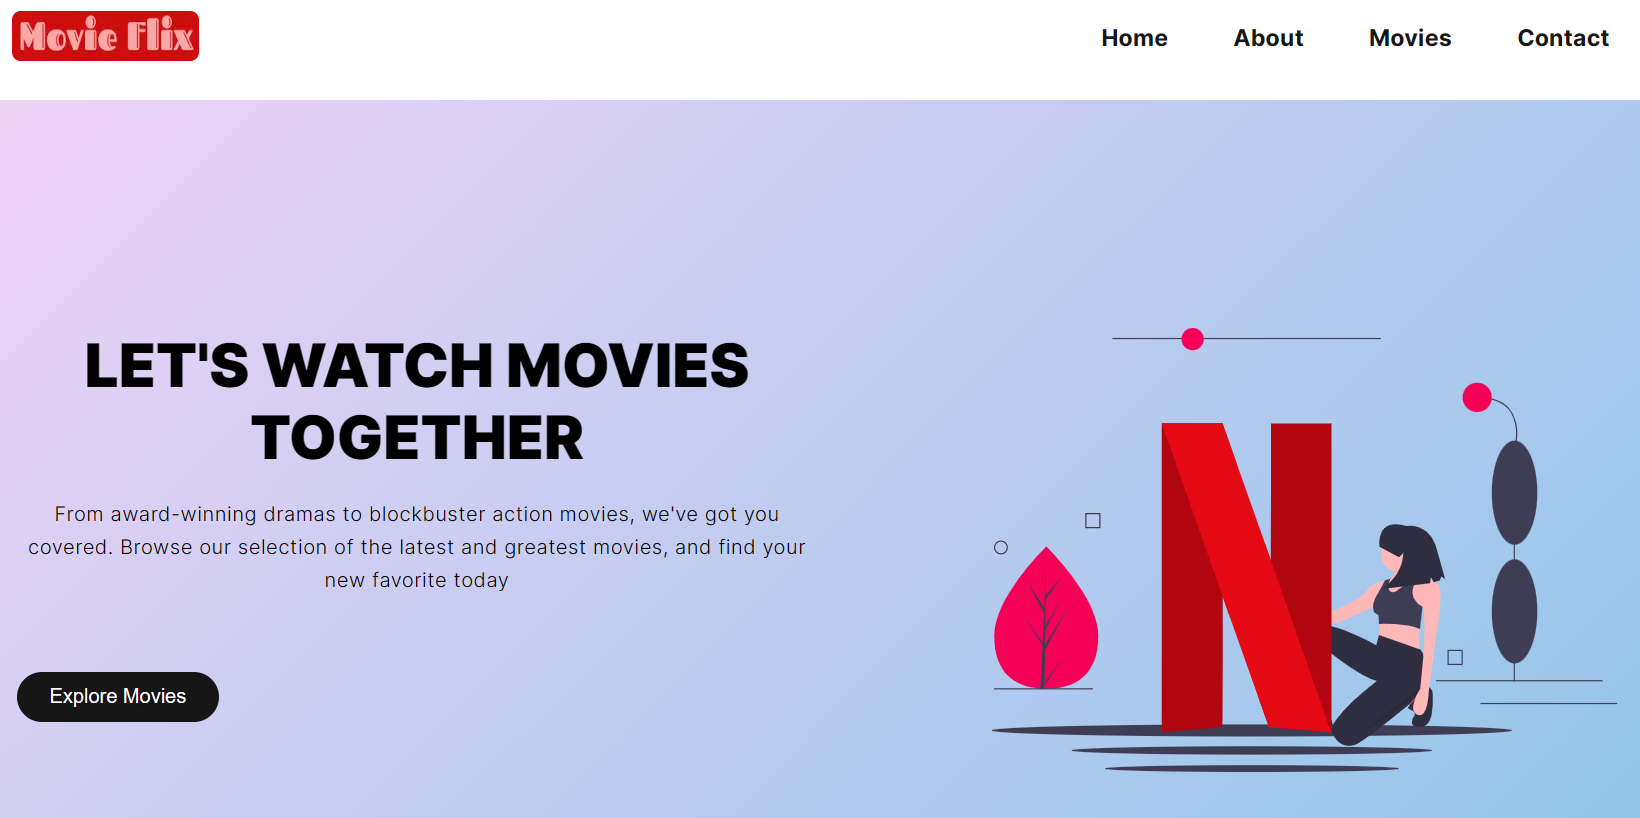 Movie Flix
Home About Movies Contact
LET'S WATCH MOVIES
TOGETHER
From award-winning dramas to blockbuster action movies, we've got you
covered. Browse our selection of the latest and greatest movies, and find your
new favorite today
N
Explore Movies